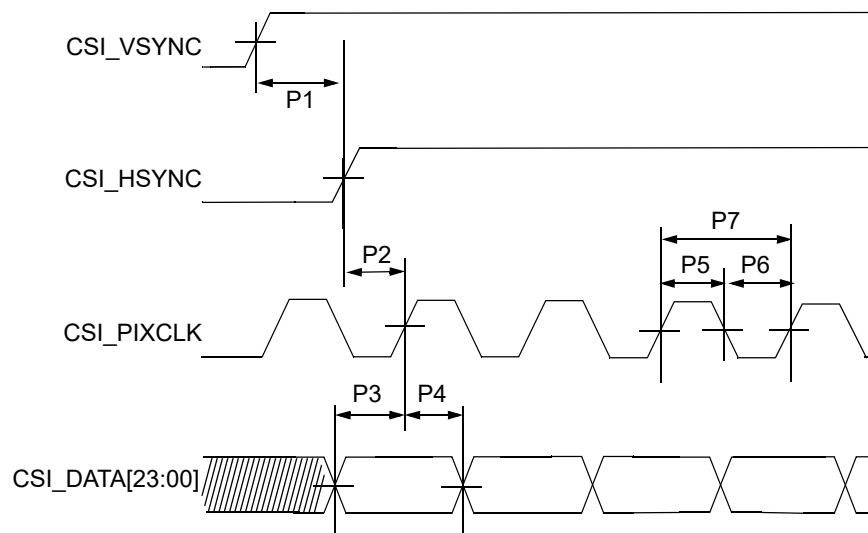 CSI_VSYNC
P1
CSI_HSYNC
P7
P2
P5
P6
CSI_PIXCLK
P3
P4
CSI_DATA[23:00]